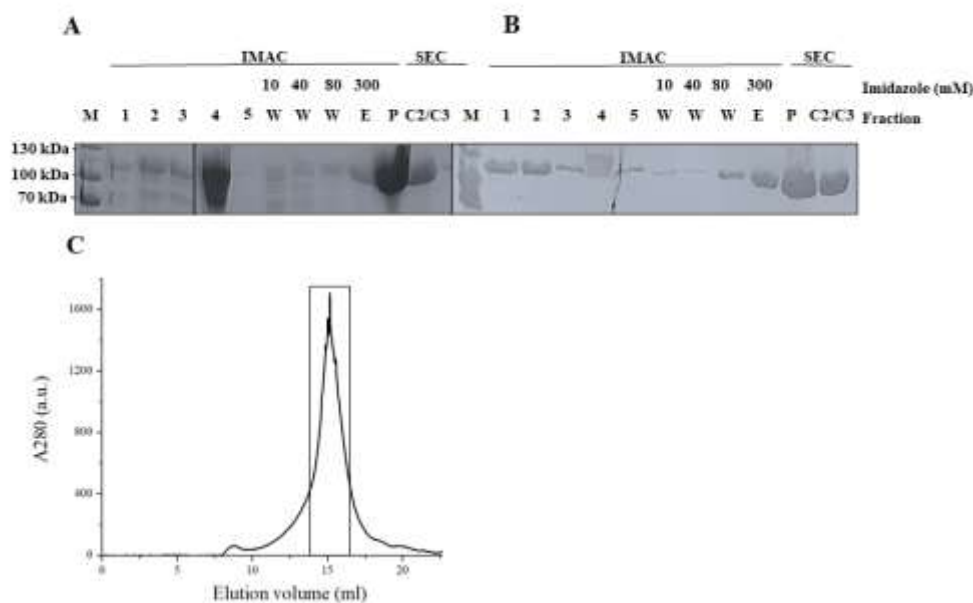 A B
IMAC SEC IMAC SEC
10 40 80 300 10 40 80 300 Imidazole (mM)
M 1 2 3 4 5 W W W E P C2/C3 M 1 2 3 4 5 W W W E P C2/C3 Fraction
130 kDa
100 kDa
70 kDa
C
1600
1200
800
400
0
A280 (a.u.)
0 5 10 15 20
Elution volume (ml)